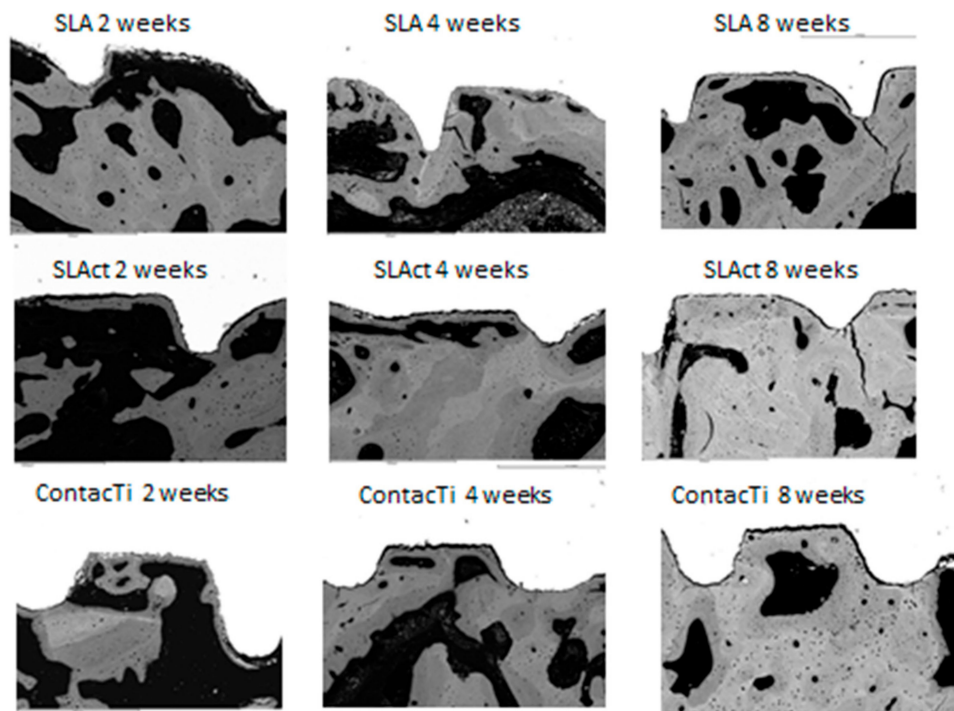 SLA 2 weeks
SLA 4 weeks
SLA 8 weeks
SLAct 2 weeks
SLAct 4 weeks
SLAct 8 weeks
ContacTi 2 weeks
ContacTi 4 weeks
ContacTi 8 weeks